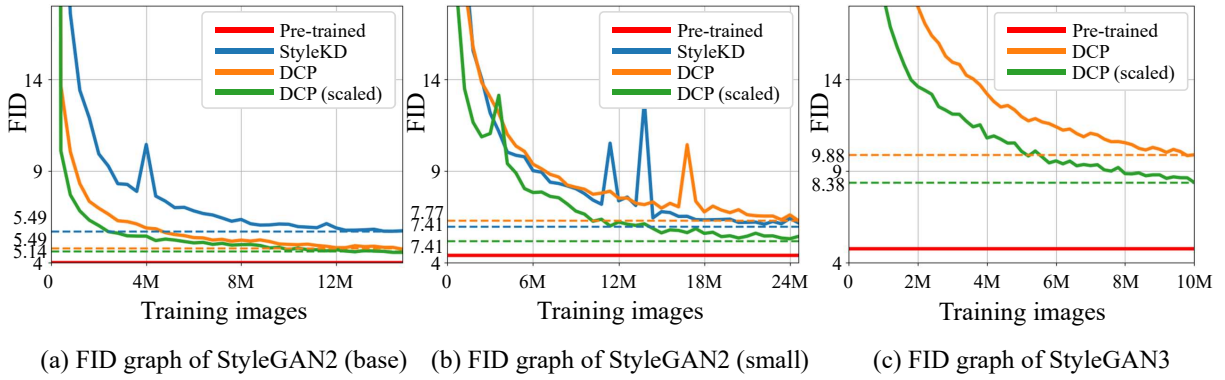 FID
14
9
5.49
5.49
5.14
4
Pre-trained
StyleKD
DCP
DCP (scaled)
0
4M
8M
12M
Training images
(a) FID graph of StyleGAN2 (base)
FID
14
9
7.77
7.41
7.41
4
Pre-trained
StyleKD
DCP
DCP (scaled)
0
6M
12M
18M
24M
Training images
(b) FID graph of StyleGAN2 (small)
FID
14
9.88
9
8.38
4
Pre-trained
DCP
DCP (scaled)
0
2M
4M
6M
8M
10M
Training images
(c) FID graph of StyleGAN3